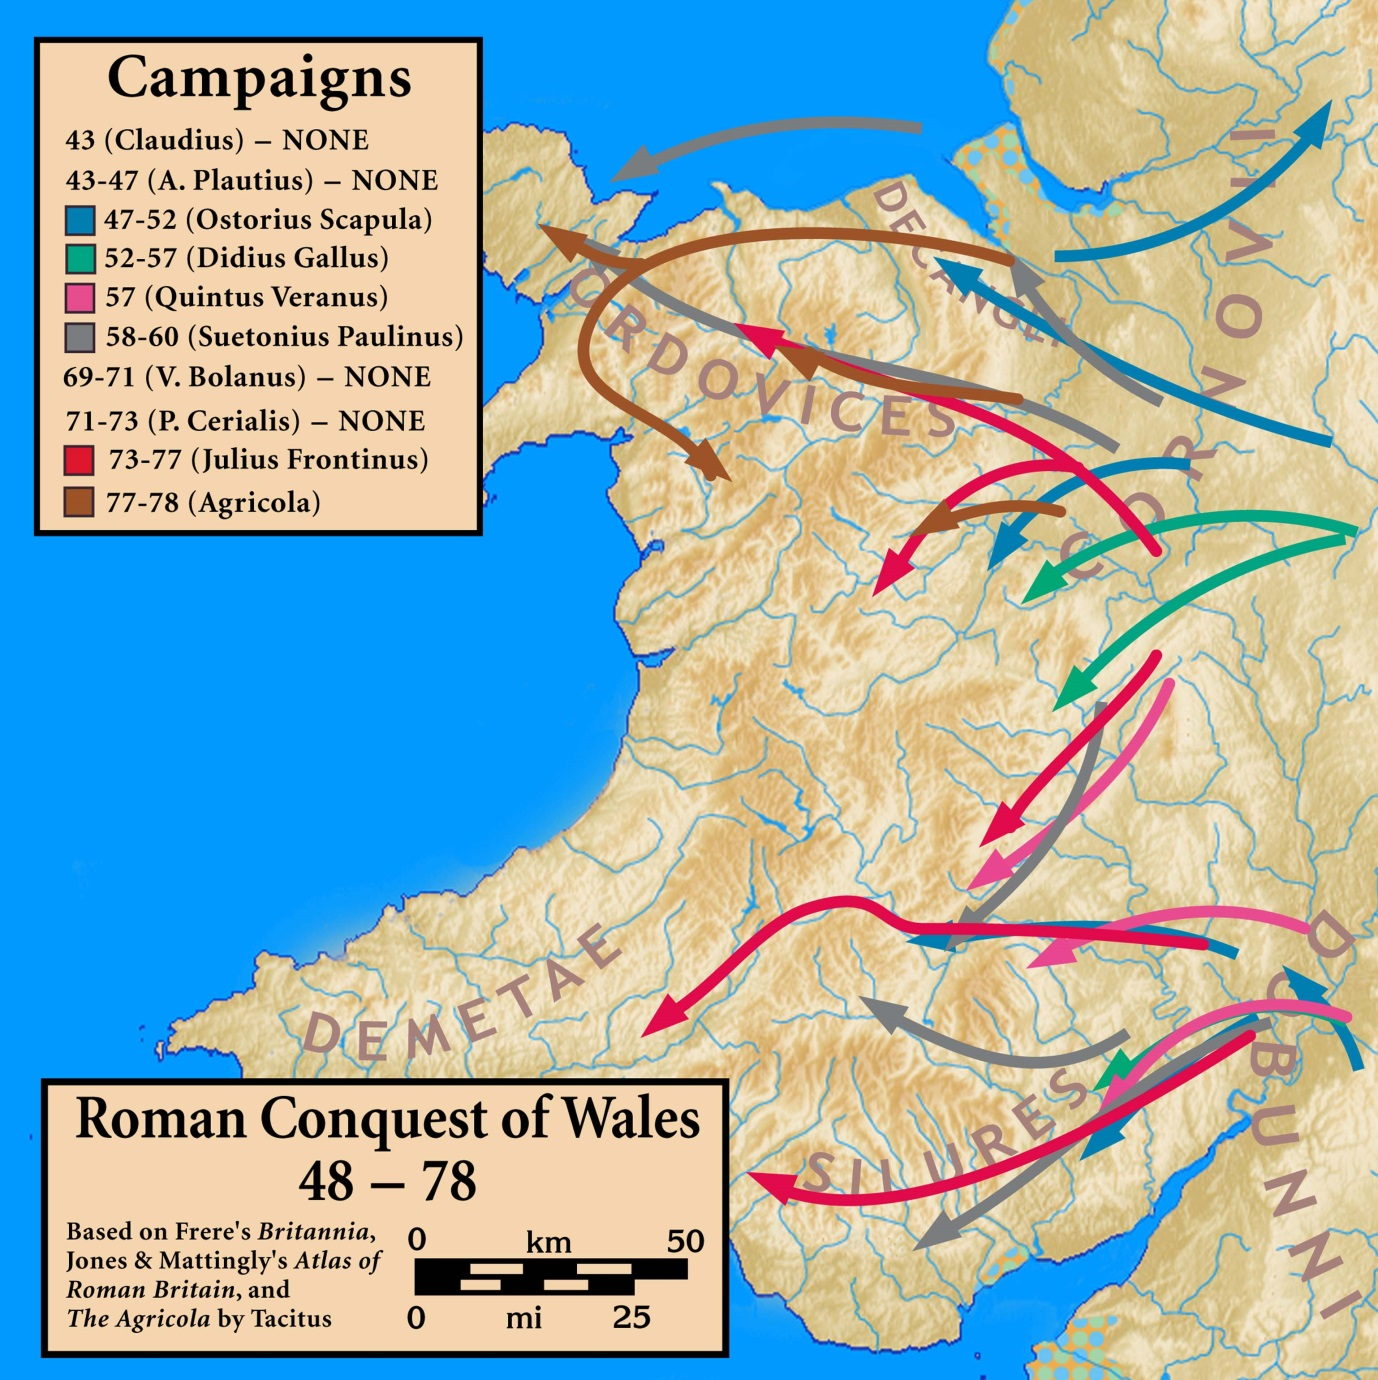 Campaigns
43 (Claudius) – NONE
43-47 (A. Plautius) – NONE
47-52 (Ostorius Scapula)
52-57 (Didius Gallus)
57 (Quintus Veranus)
58-60 (Suetonius Paulinus)
69-71 (V. Bolanus) – NONE
71-73 (P. Cerialis) – NONE
73-77 (Julius Frontinus)
77-78 (Agricola)
DECANGLI
CORNOVII
ORDOVICES
DEMETAE
SILURES
DOBUNNI
Roman Conquest of Wales
48 – 78
Based on Frere's Britannia,
Jones & Mattingly's Atlas of
Roman Britain, and
The Agricola by Tacitus
0 km 50
0 mi 25